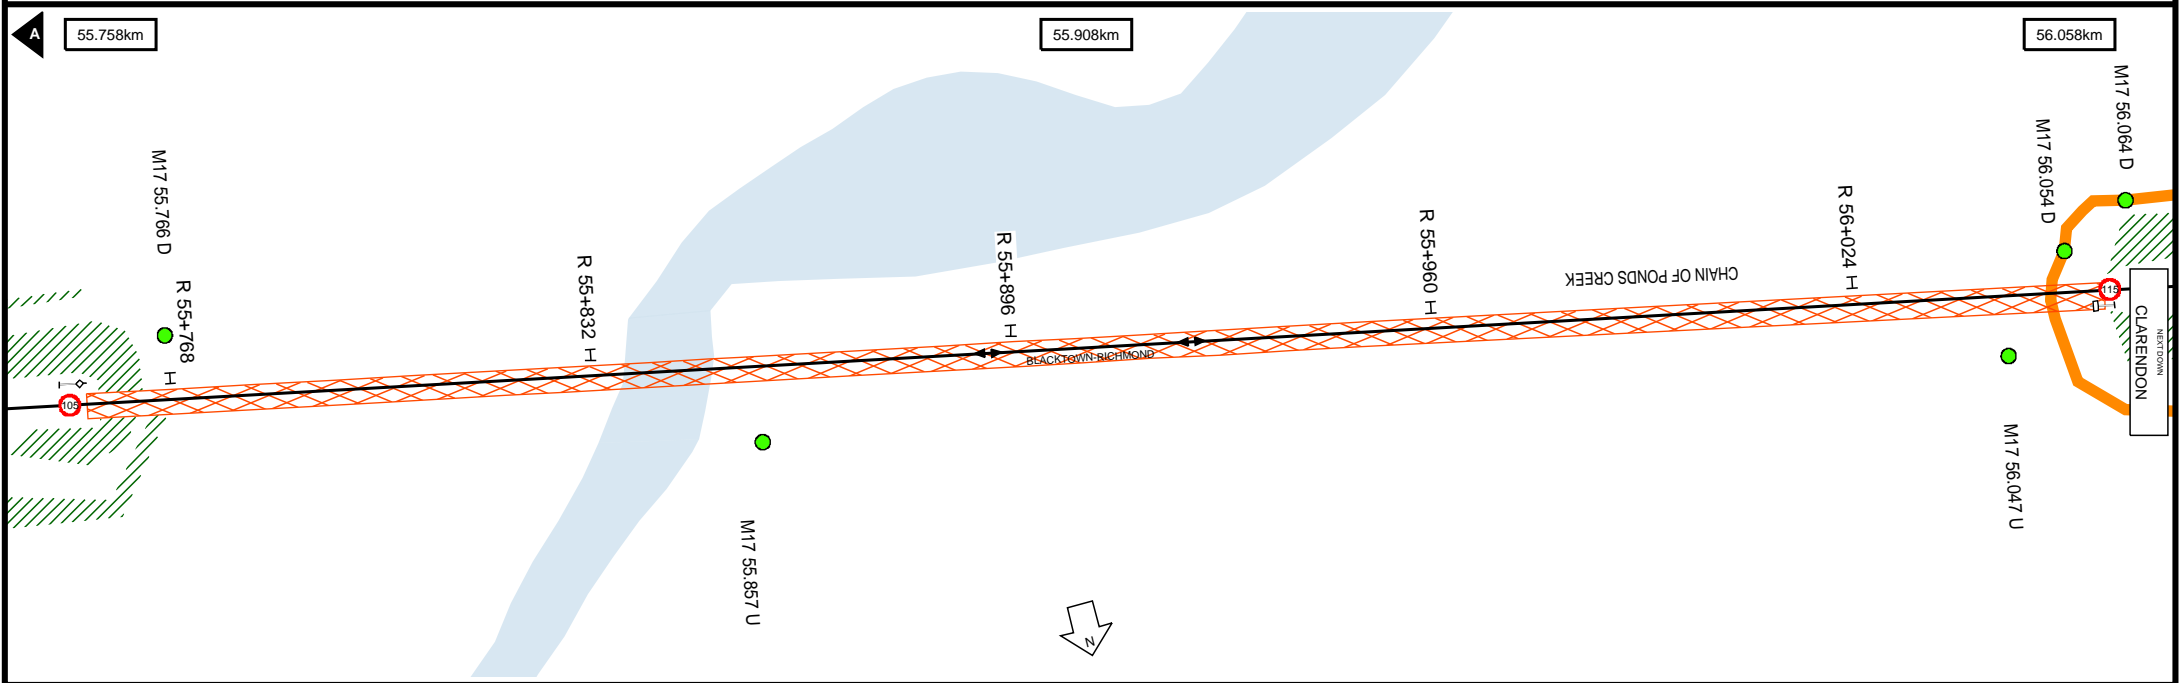 A
55.758km
55.908km
56.058km
M17 55.766 D
R 55+768 H
R 55+832 H
R 55+896 H
BLACKTOWN-RICHMOND
R 55+960 H
CHAIN OF PONDS CREEK
R 56+024 H
M17 56.054 D
M17 56.064 D
105
115
NEXT DOWN
CLARENDON
M17 55.857 U
M17 56.047 U
N